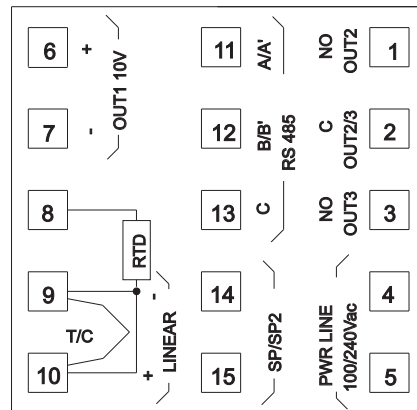 6
+
7
-
OUT1 10V
8
RTD
9
-
T/C
10
+
LINEAR
11
A/A'
12
B/B'
RS 485
13
C
14
15
SP/SP2
NO
OUT2
1
C
OUT2/3
2
NO
OUT3
3
PWR LINE
100/240Vac
4
5